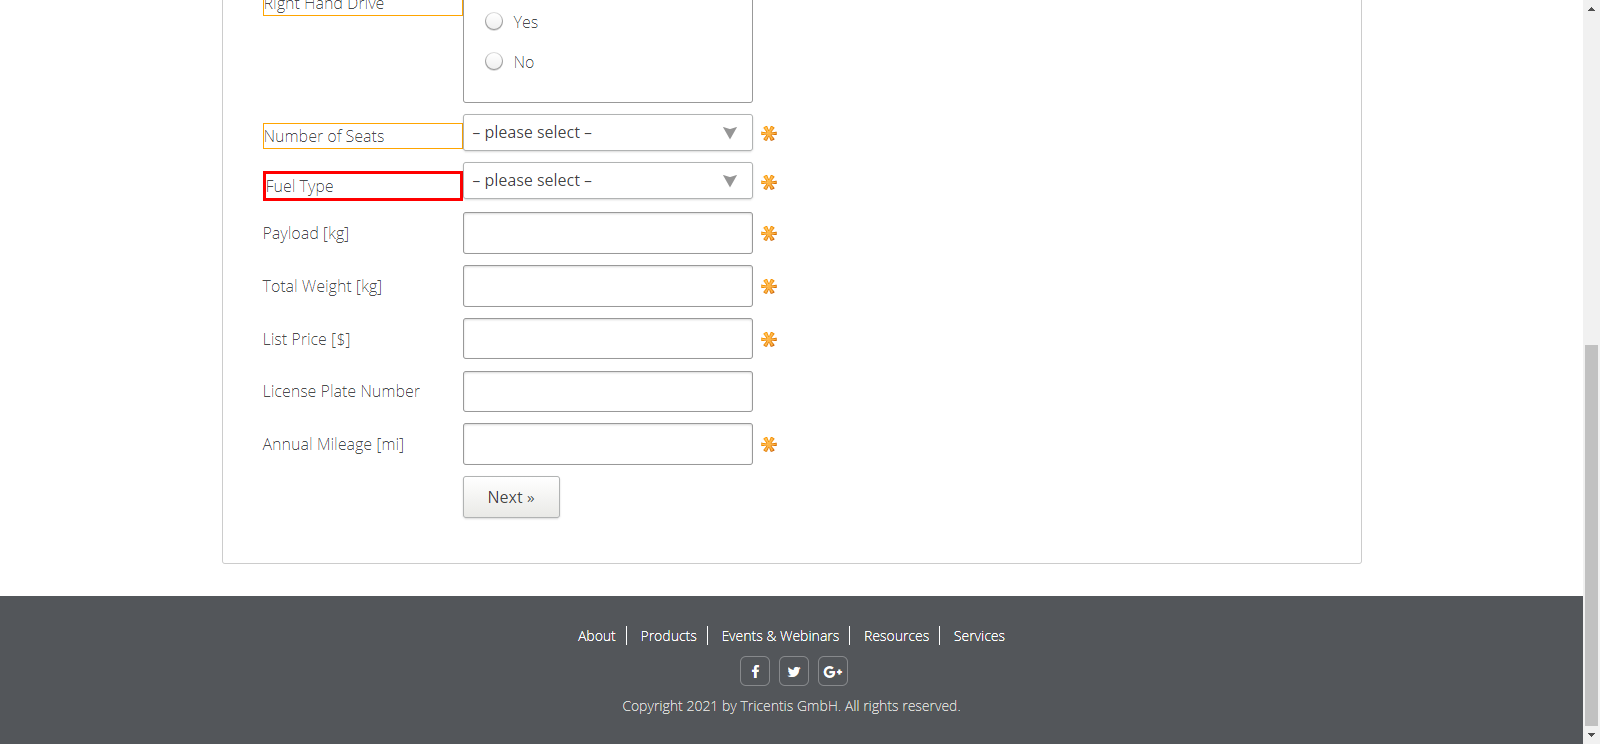 Right Hand Drive
Yes
No
Number of Seats
– please select –
Fuel Type
– please select –
Payload [kg]
Total Weight [kg]
List Price [$]
License Plate Number
Annual Mileage [mi]
Next »
About Products Events & Webinars Resources Services
Copyright 2021 by Tricentis GmbH. All rights reserved.